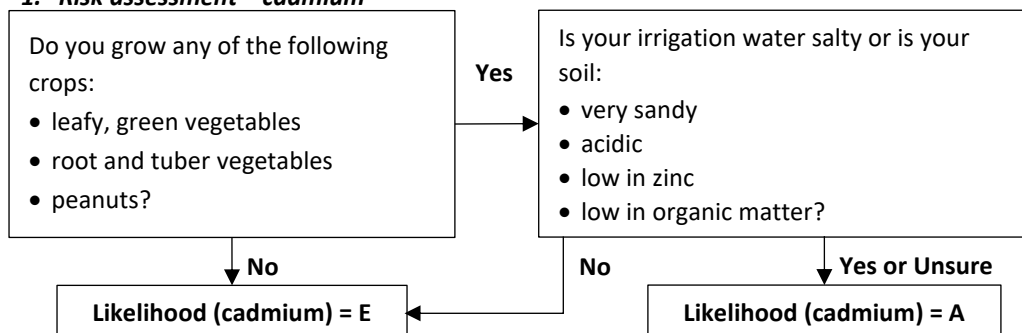 1. Risk assessment – cadmium
Do you grow any of the following
crops:
• leafy, green vegetables
• root and tuber vegetables
• peanuts?
Yes
Is your irrigation water salty or is your
soil:
• very sandy
• acidic
• low in zinc
• low in organic matter?
No
No
Yes or Unsure
Likelihood (cadmium) = E
Likelihood (cadmium) = A